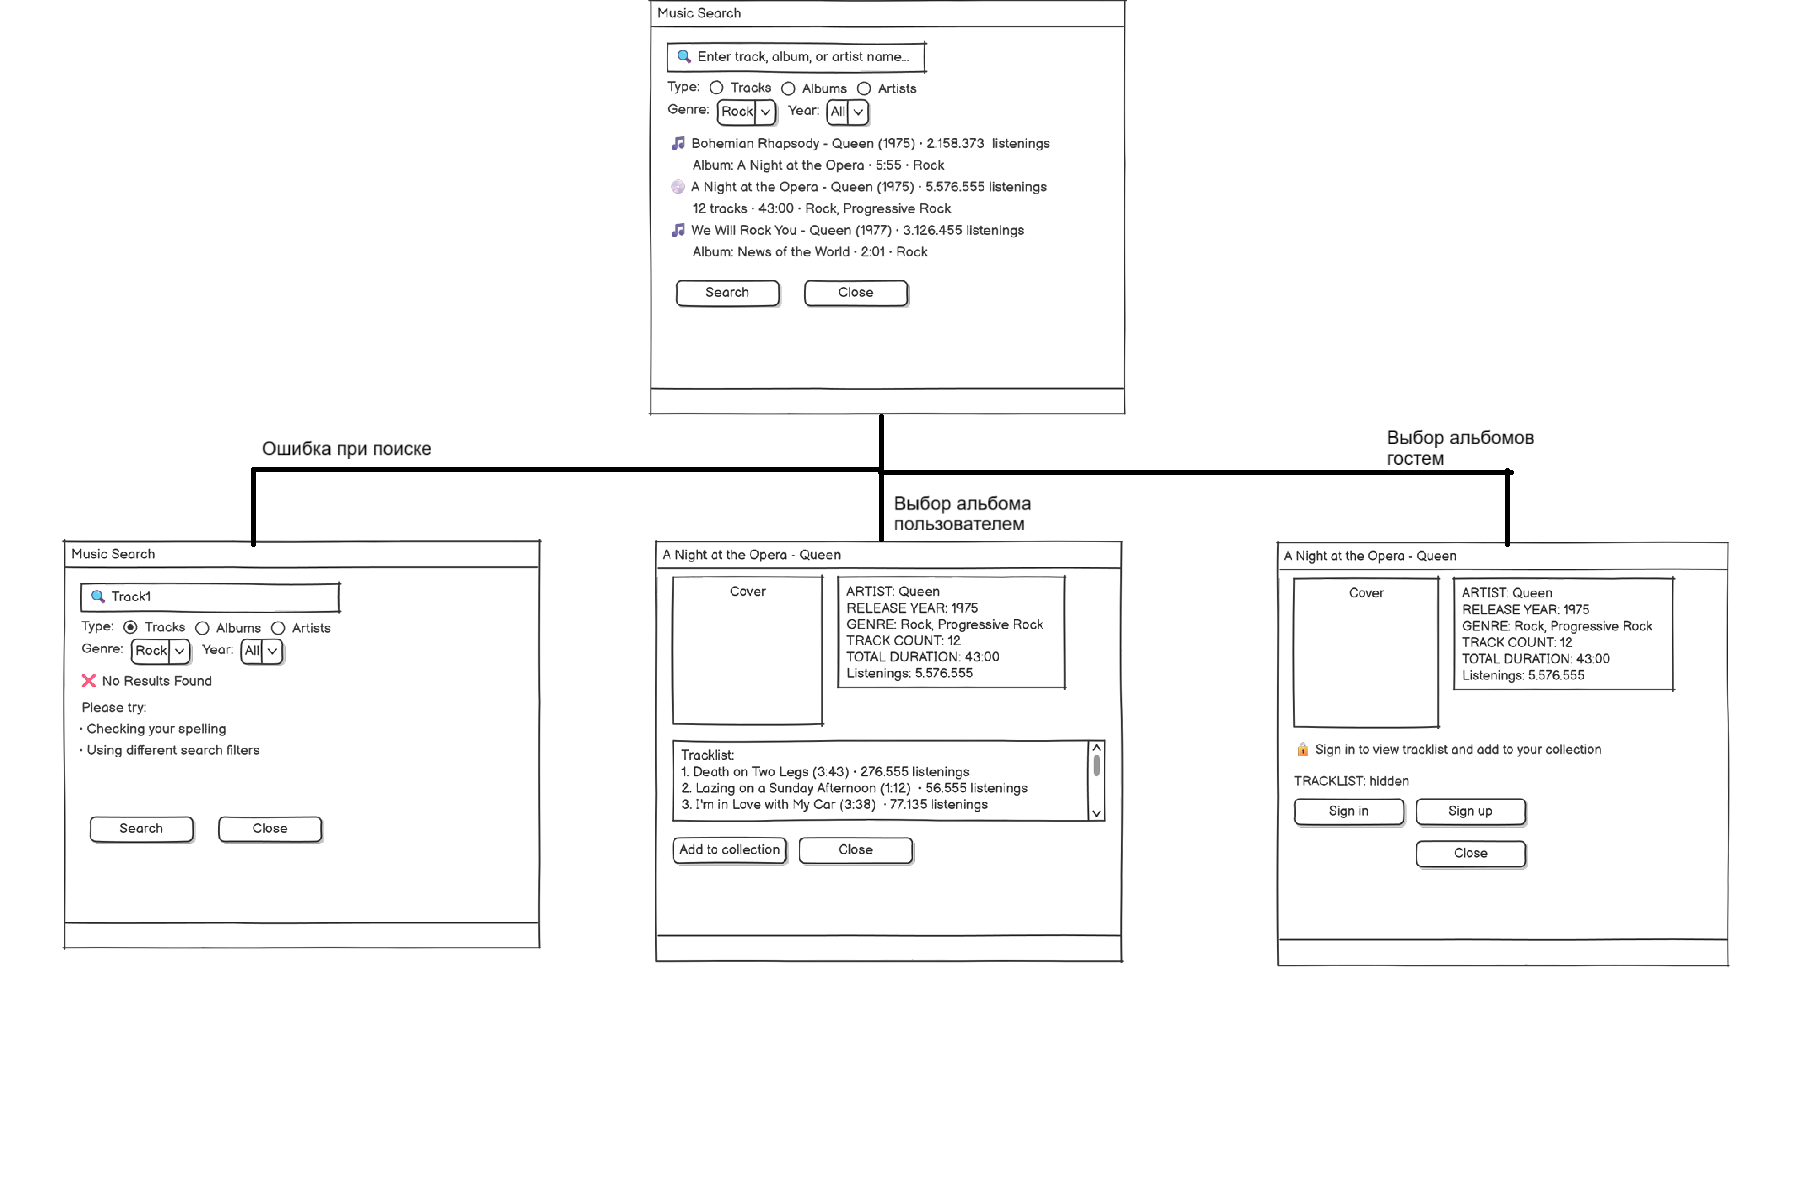 Music Search
🔍 Enter track, album, or artist name...
Type: Tracks Albums Artists
Genre: Rock Year: All
Bohemian Rhapsody - Queen (1975) · 2.158.373 listenings
Album: A Night at the Opera · 5:55 · Rock
A Night at the Opera - Queen (1975) · 5.576.555 listenings
12 tracks · 43:00 · Rock, Progressive Rock
We Will Rock You - Queen (1977) · 3.126.455 listenings
Album: News of the World · 2:01 · Rock
Search Close
Ошибка при поиске
Выбор альбома
пользователем
Выбор альбомов
гостем
Music Search
🔍 Track1
Type: Tracks Albums Artists
Genre: Rock Year: All
❌ No Results Found
Please try:
· Checking your spelling
· Using different search filters
Search Close
A Night at the Opera - Queen
Cover
ARTIST: Queen
RELEASE YEAR: 1975
GENRE: Rock, Progressive Rock
TRACK COUNT: 12
TOTAL DURATION: 43:00
Listenings: 5.576.555
Tracklist:
1. Death on Two Legs (3:43) · 276.555 listenings
2. Lazing on a Sunday Afternoon (1:12) · 56.555 listenings
3. I'm in Love with My Car (3:38) · 77.135 listenings
Add to collection Close
A Night at the Opera - Queen
Cover
ARTIST: Queen
RELEASE YEAR: 1975
GENRE: Rock, Progressive Rock
TRACK COUNT: 12
TOTAL DURATION: 43:00
Listenings: 5.576.555
🔒 Sign in to view tracklist and add to your collection
TRACKLIST: hidden
Sign in Sign up
Close